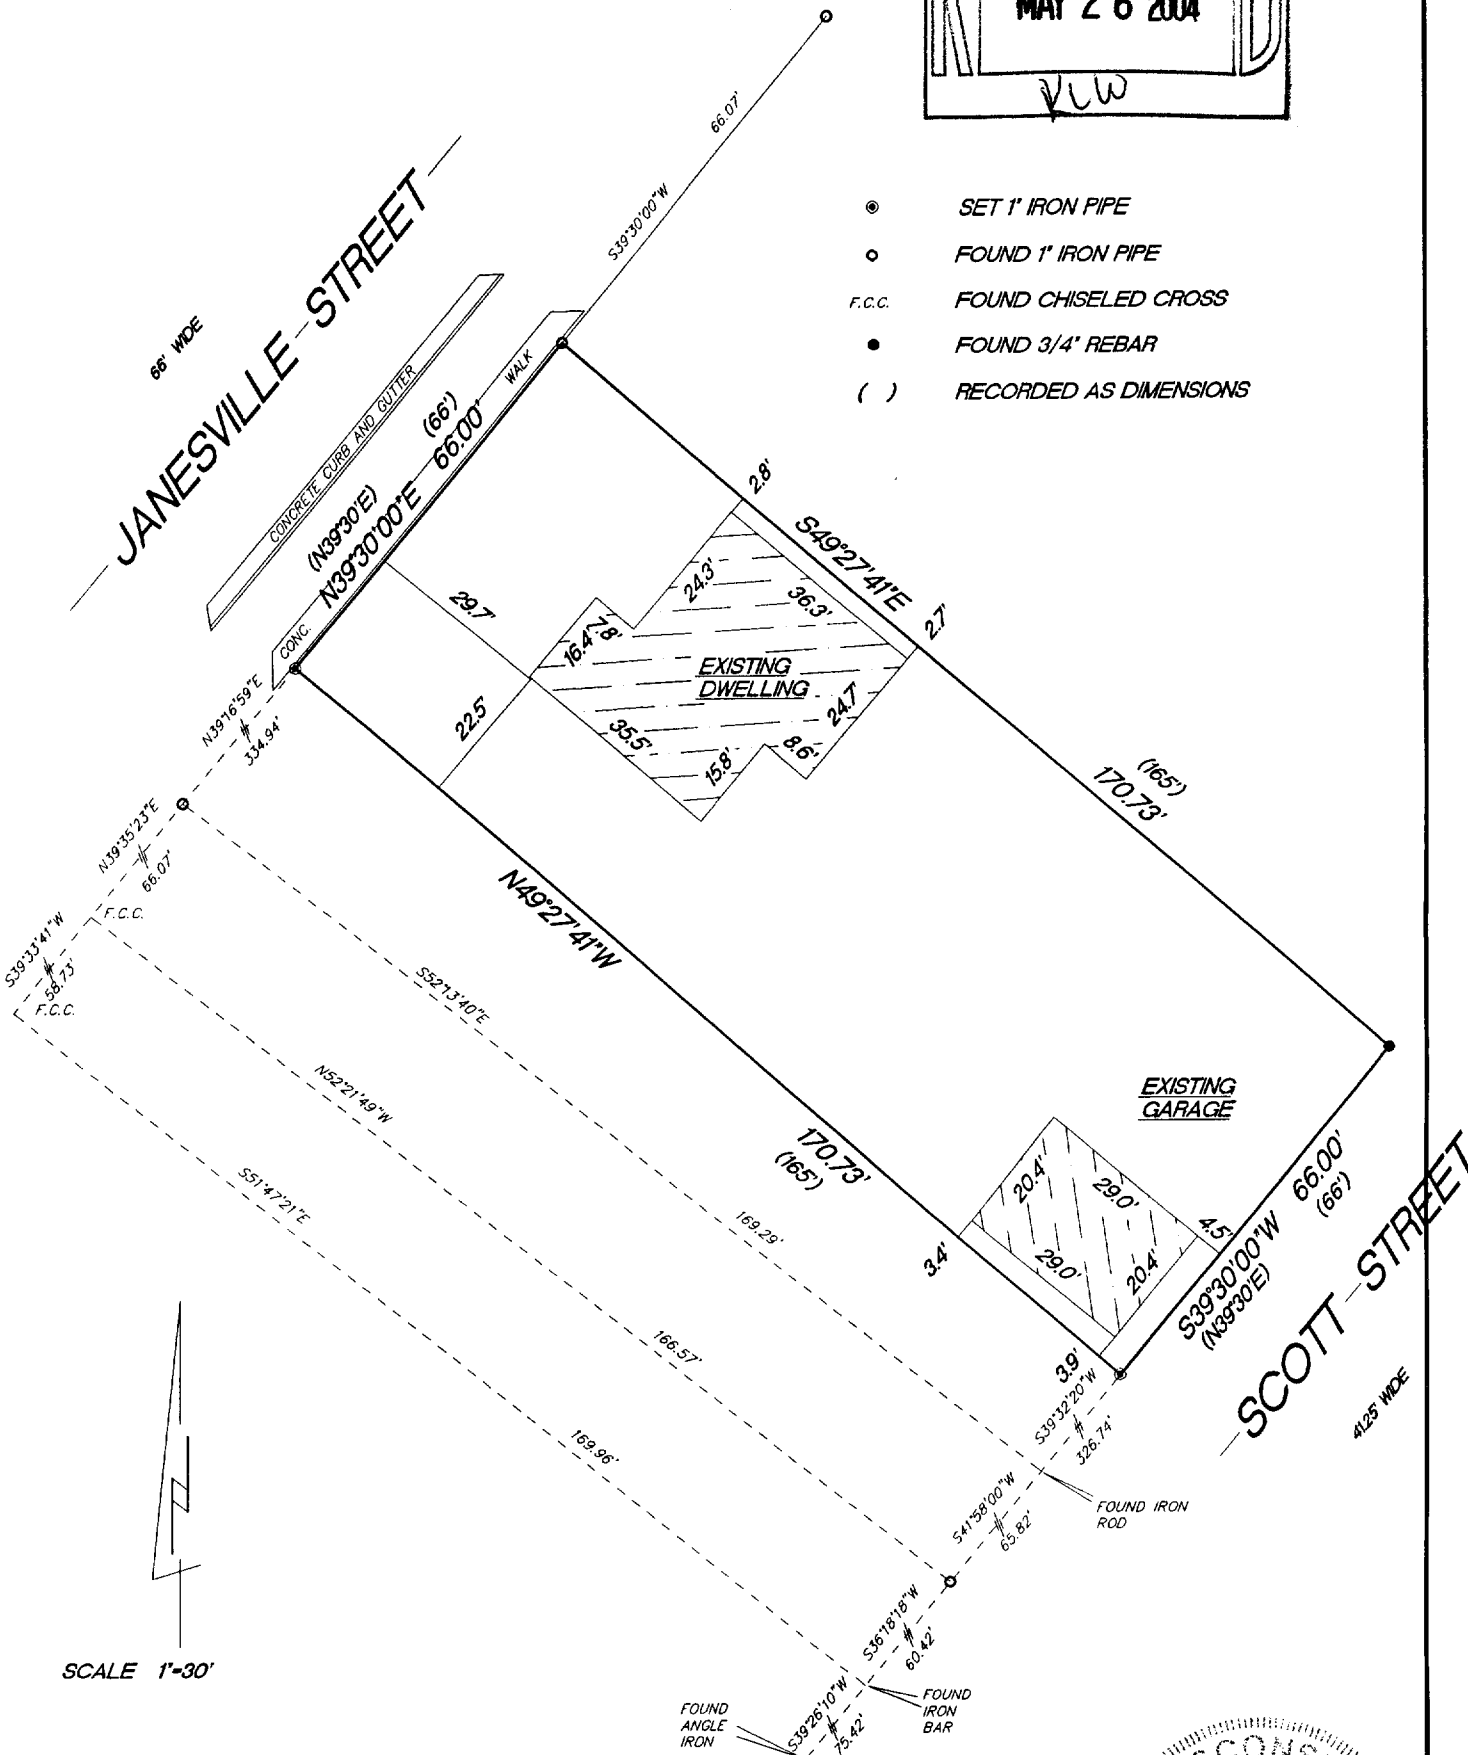 MAY 26 2004
RLW
66.07'
S39°30'00"W
SET 1" IRON PIPE
FOUND 1" IRON PIPE
F.C.C. FOUND CHISELED CROSS
FOUND 3/4" REBAR
( ) RECORDED AS DIMENSIONS
JANESVILLE STREET
66' WIDE
CONCRETE CURB AND GUTTER
WALK
CONC.
(66')
66.00'
(N39°30'E)
N39°30'00"E
2.8'
S49°27'41"E
2.7'
24.3'
36.3'
29.7'
16.4'
7.8'
EXISTING
DWELLING
22.5'
35.5'
15.8'
8.6'
24.7'
(165')
170.73'
N39°16'59"E
334.94'
N39°35'23"E
66.07'
F.C.C.
S39°33'41"W
58.73'
F.C.C.
N49°27'41"W
S52°13'40"E
N52°21'49"W
S51°47'21"E
170.73'
(165')
169.29'
166.57'
169.96'
EXISTING
GARAGE
20.4'
29.0'
29.0'
20.4'
4.5'
3.4'
3.9'
66.00'
(66')
S39°30'00"W
(N39°30'E)
SCOTT STREET
41.25' WIDE
S39°32'20"W
326.74'
FOUND IRON
ROD
S41°58'00"W
65.82'
S36°18'18"W
60.42'
FOUND
IRON
BAR
S39°26'10"W
75.42'
FOUND
ANGLE
IRON
SCALE 1"=30'